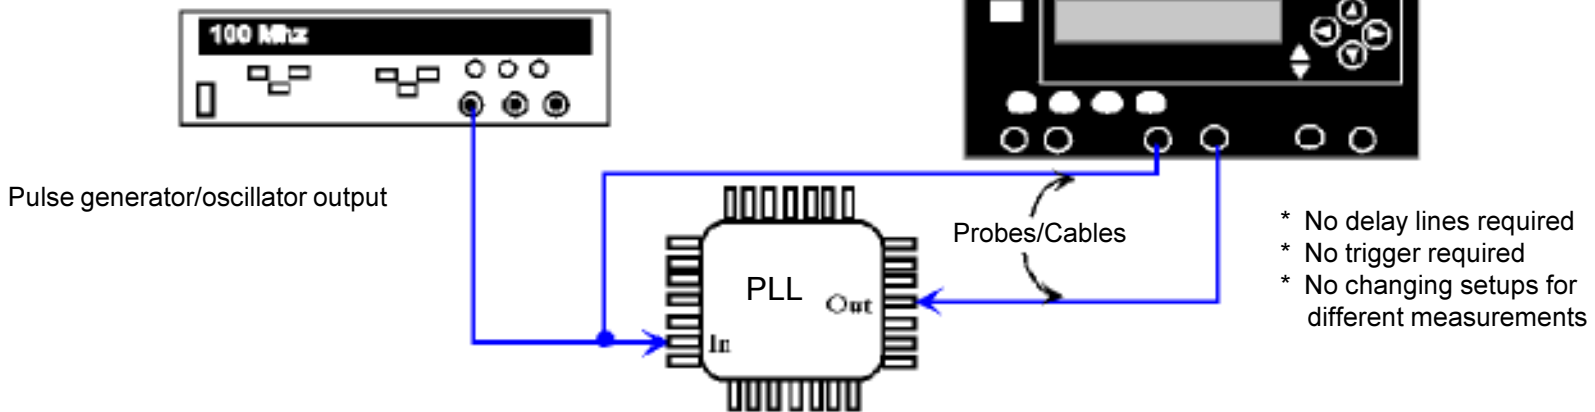 100 Mhz
Pulse generator/oscillator output
Probes/Cables
* No delay lines required
* No trigger required
* No changing setups for
different measurements
PLL
Out
In